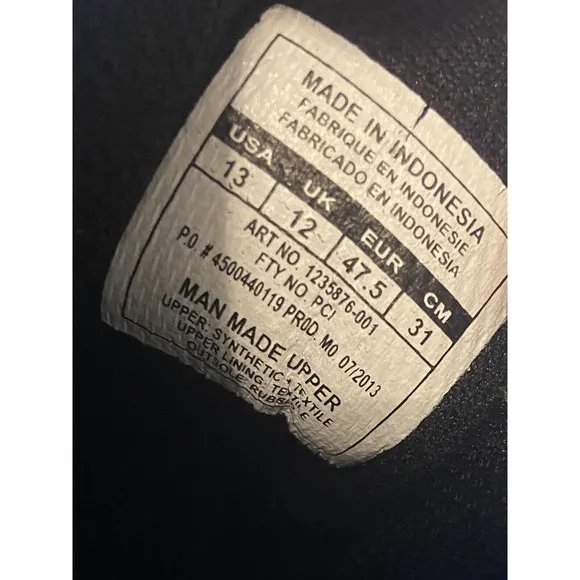 MADE IN INDONESIA
FABRIQUE EN INDONESIE
FABRICADO EN INDONESIA
USA UK EUR CM
13 12 47.5 31
ART NO. 1235876-001
FTY NO. PCI
P.O. # 4500440119 PROD. MO. 07/2013
MAN MADE UPPER
UPPER: SYNTHETIC + TEXTILE
UPPER LINING: TEXTILE
OUTSOLE: RUBBER